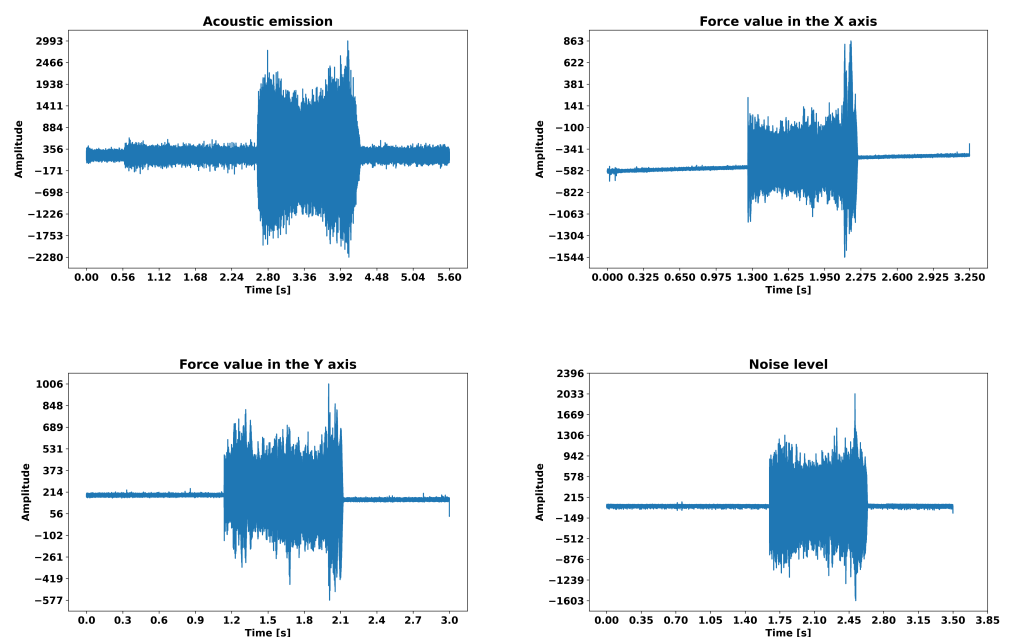 Acoustic emission
Amplitude
2993
2466
1938
1411
884
356
−171
−698
−1226
−1753
−2280
0.00 0.56 1.12 1.68 2.24 2.80 3.36 3.92 4.48 5.04 5.60
Time [s]
Force value in the X axis
Amplitude
863
622
381
141
−100
−341
−582
−822
−1063
−1304
−1544
0.000 0.325 0.650 0.975 1.300 1.625 1.950 2.275 2.600 2.925 3.250
Time [s]
Force value in the Y axis
Amplitude
1006
848
689
531
373
214
56
−102
−261
−419
−577
0.0 0.3 0.6 0.9 1.2 1.5 1.8 2.1 2.4 2.7 3.0
Time [s]
Noise level
Amplitude
2396
2033
1669
1306
942
578
215
−149
−512
−876
−1239
−1603
0.00 0.35 0.70 1.05 1.40 1.75 2.10 2.45 2.80 3.15 3.50 3.85
Time [s]